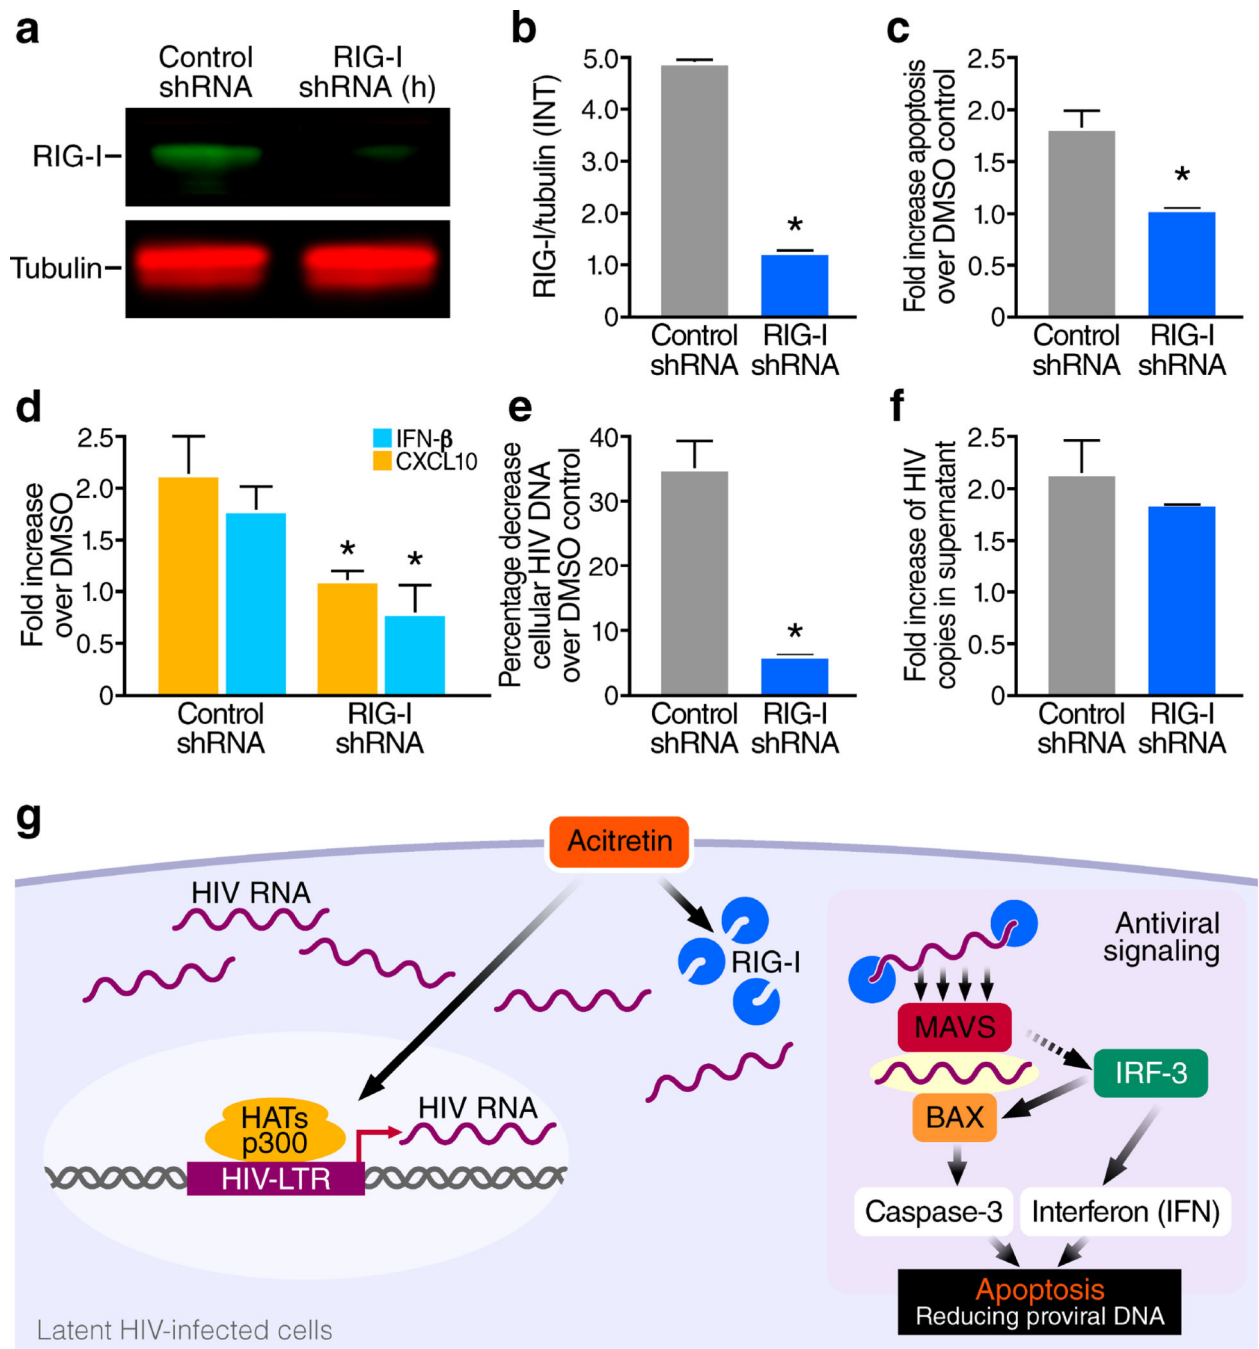 a
Control
shRNA
RIG-I
shRNA (h)
RIG-I
Tubulin
b
RIG-I/tubulin (INT)
5.0
4.0
3.0
2.0
1.0
0
*
Control
shRNA
RIG-I
shRNA
c
Fold increase apoptosis
over DMSO control
2.5
2.0
1.5
1.0
0.5
0
*
Control
shRNA
RIG-I
shRNA
d
Fold increase
over DMSO
2.5
2.0
1.5
1.0
0.5
0
IFN-β
CXCL10
*
*
Control
shRNA
RIG-I
shRNA
e
Percentage decrease
cellular HIV DNA
over DMSO control
40
30
20
10
0
*
Control
shRNA
RIG-I
shRNA
f
Fold increase of HIV
copies in supernatant
2.5
2.0
1.5
1.0
2.5
0
Control
shRNA
RIG-I
shRNA
g
Acitretin
HIV RNA
RIG-I
Antiviral
signaling
MAVS
IRF-3
BAX
HATs
p300
HIV RNA
HIV-LTR
Caspase-3
Interferon (IFN)
Apoptosis
Reducing proviral DNA
Latent HIV-infected cells